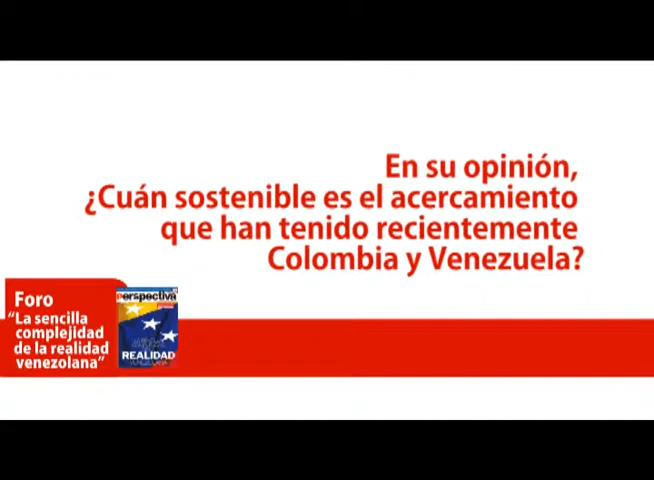 En su opinión,
¿Cuán sostenible es el acercamiento
que han tenido recientemente
Colombia y Venezuela?
Foro
“La sencilla
complejidad
de la realidad
venezolana”
Perspectiva
REALIDAD
VENEZOLANA